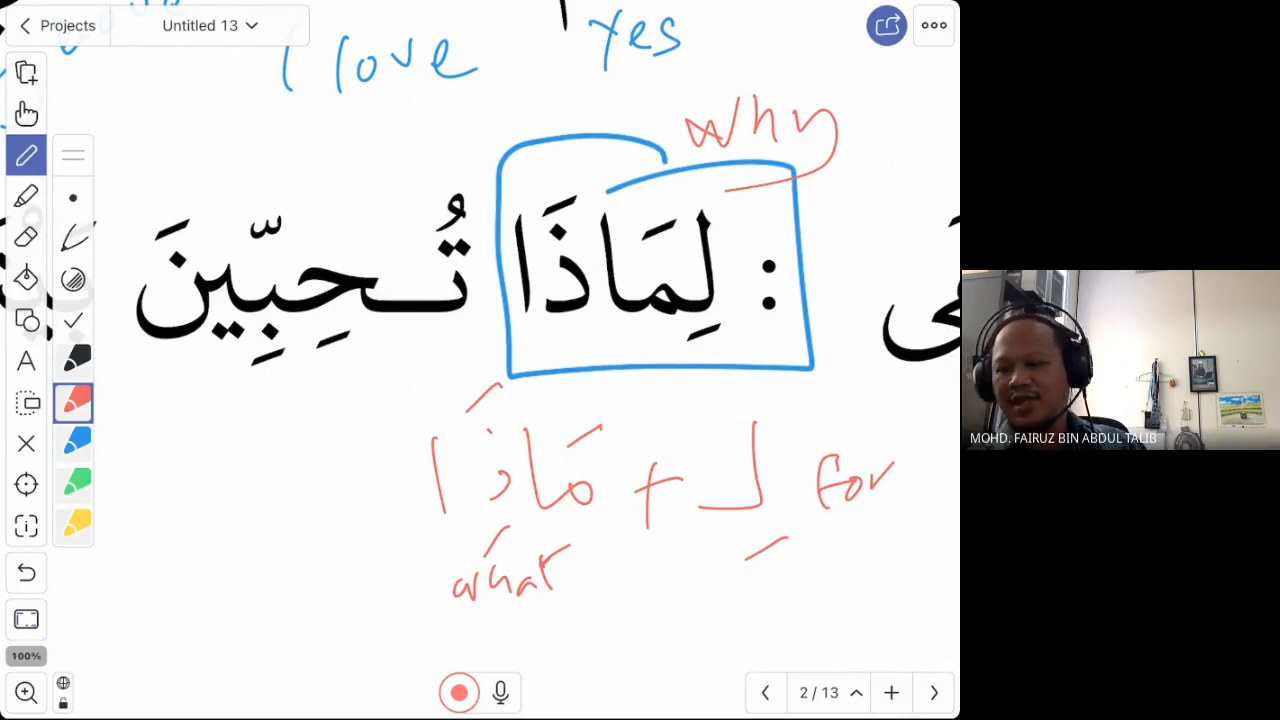 Projects
Untitled 13
I love
Yes
Why
: لِمَاذَا تُحِبِّينَ
مَاذَا + لِ for
what
MOHD. FAIRUZ BIN ABDUL TALIB
100%
2 / 13